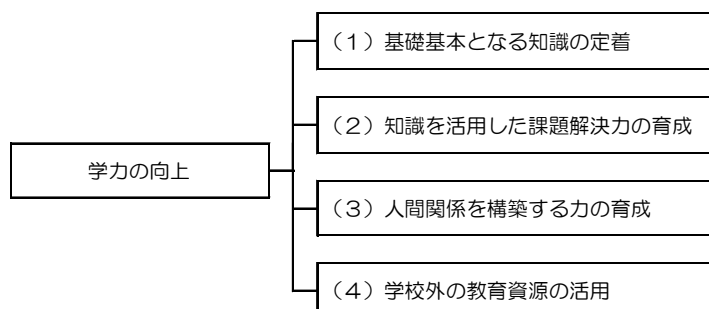 学力の向上
（１）基礎基本となる知識の定着
（２）知識を活用した課題解決力の育成
（３）人間関係を構築する力の育成
（４）学校外の教育資源の活用